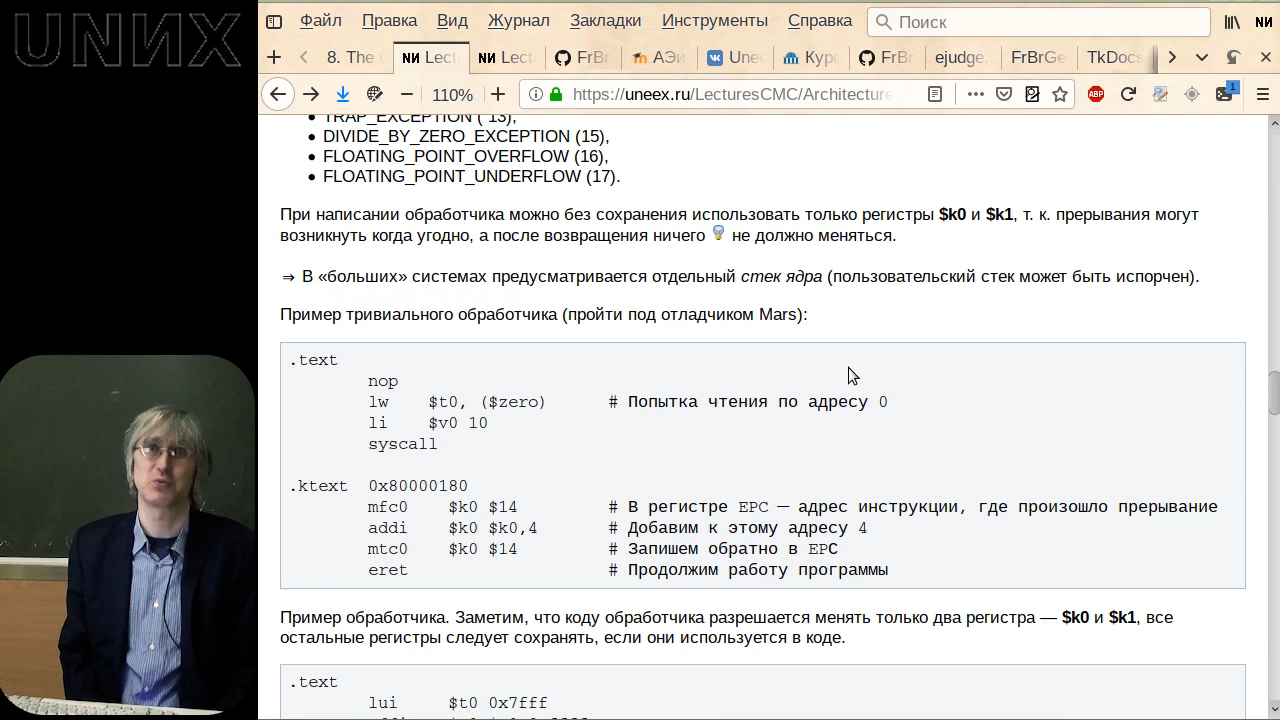 UNIX
Файл Правка Вид Журнал Закладки Инструменты Справка Поиск
8. The Lect Lect FrBr АЭи Unee Курс FrBr ejudge. FrBrGe TkDocs
110% https://uneex.ru/LecturesCMC/Architecture ABP 1
TRAP_EXCEPTION ( 13),
DIVIDE_BY_ZERO_EXCEPTION (15),
FLOATING_POINT_OVERFLOW (16),
FLOATING_POINT_UNDERFLOW (17).
При написании обработчика можно без сохранения использовать только регистры $k0 и $k1, т. к. прерывания могут
возникнуть когда угодно, а после возвращения ничего не должно меняться.
⇒ В «больших» системах предусматривается отдельный стек ядра (пользовательский стек может быть испорчен).
Пример тривиального обработчика (пройти под отладчиком Mars):
.text
nop
lw $t0, ($zero) # Попытка чтения по адресу 0
li $v0 10
syscall
.ktext 0x80000180
mfc0 $k0 $14 # В регистре EPC — адрес инструкции, где произошло прерывание
addi $k0 $k0,4 # Добавим к этому адресу 4
mtc0 $k0 $14 # Запишем обратно в EPC
eret # Продолжим работу программы
Пример обработчика. Заметим, что коду обработчика разрешается менять только два регистра — $k0 и $k1, все
остальные регистры следует сохранять, если они используется в коде.
.text
lui $t0 0x7fff